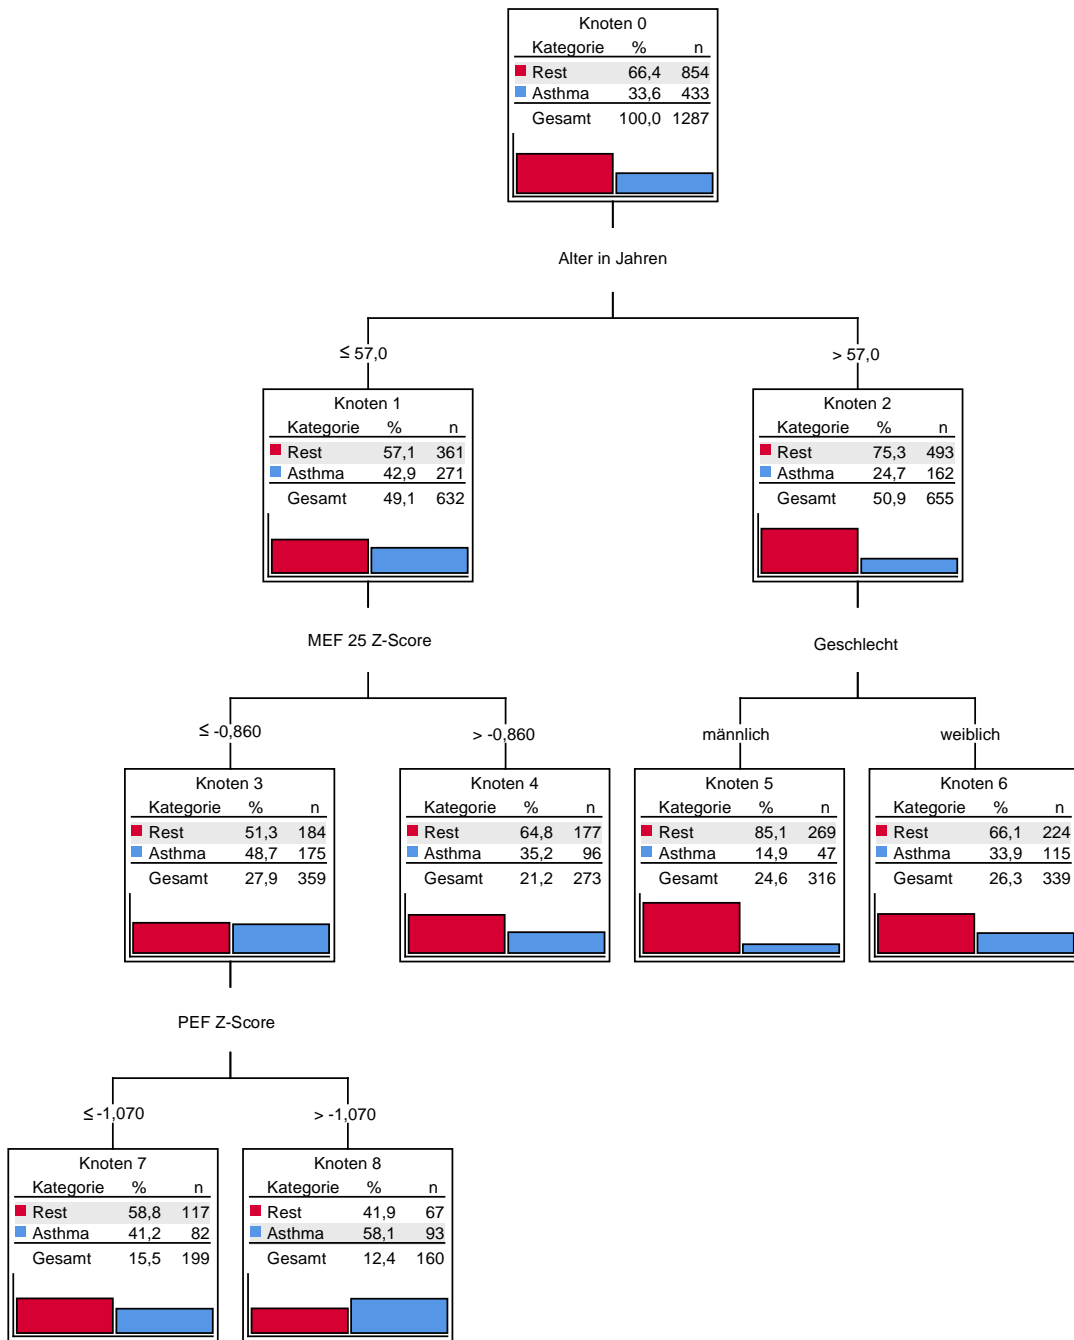 Knoten 0
Kategorie % n
Rest 66,4 854
Asthma 33,6 433
Gesamt 100,0 1287
Alter in Jahren
≤ 57,0
> 57,0
Knoten 1
Kategorie % n
Rest 57,1 361
Asthma 42,9 271
Gesamt 49,1 632
Knoten 2
Kategorie % n
Rest 75,3 493
Asthma 24,7 162
Gesamt 50,9 655
MEF 25 Z-Score
Geschlecht
≤ -0,860
> -0,860
männlich
weiblich
Knoten 3
Kategorie % n
Rest 51,3 184
Asthma 48,7 175
Gesamt 27,9 359
Knoten 4
Kategorie % n
Rest 64,8 177
Asthma 35,2 96
Gesamt 21,2 273
Knoten 5
Kategorie % n
Rest 85,1 269
Asthma 14,9 47
Gesamt 24,6 316
Knoten 6
Kategorie % n
Rest 66,1 224
Asthma 33,9 115
Gesamt 26,3 339
PEF Z-Score
≤ -1,070
> -1,070
Knoten 7
Kategorie % n
Rest 58,8 117
Asthma 41,2 82
Gesamt 15,5 199
Knoten 8
Kategorie % n
Rest 41,9 67
Asthma 58,1 93
Gesamt 12,4 160